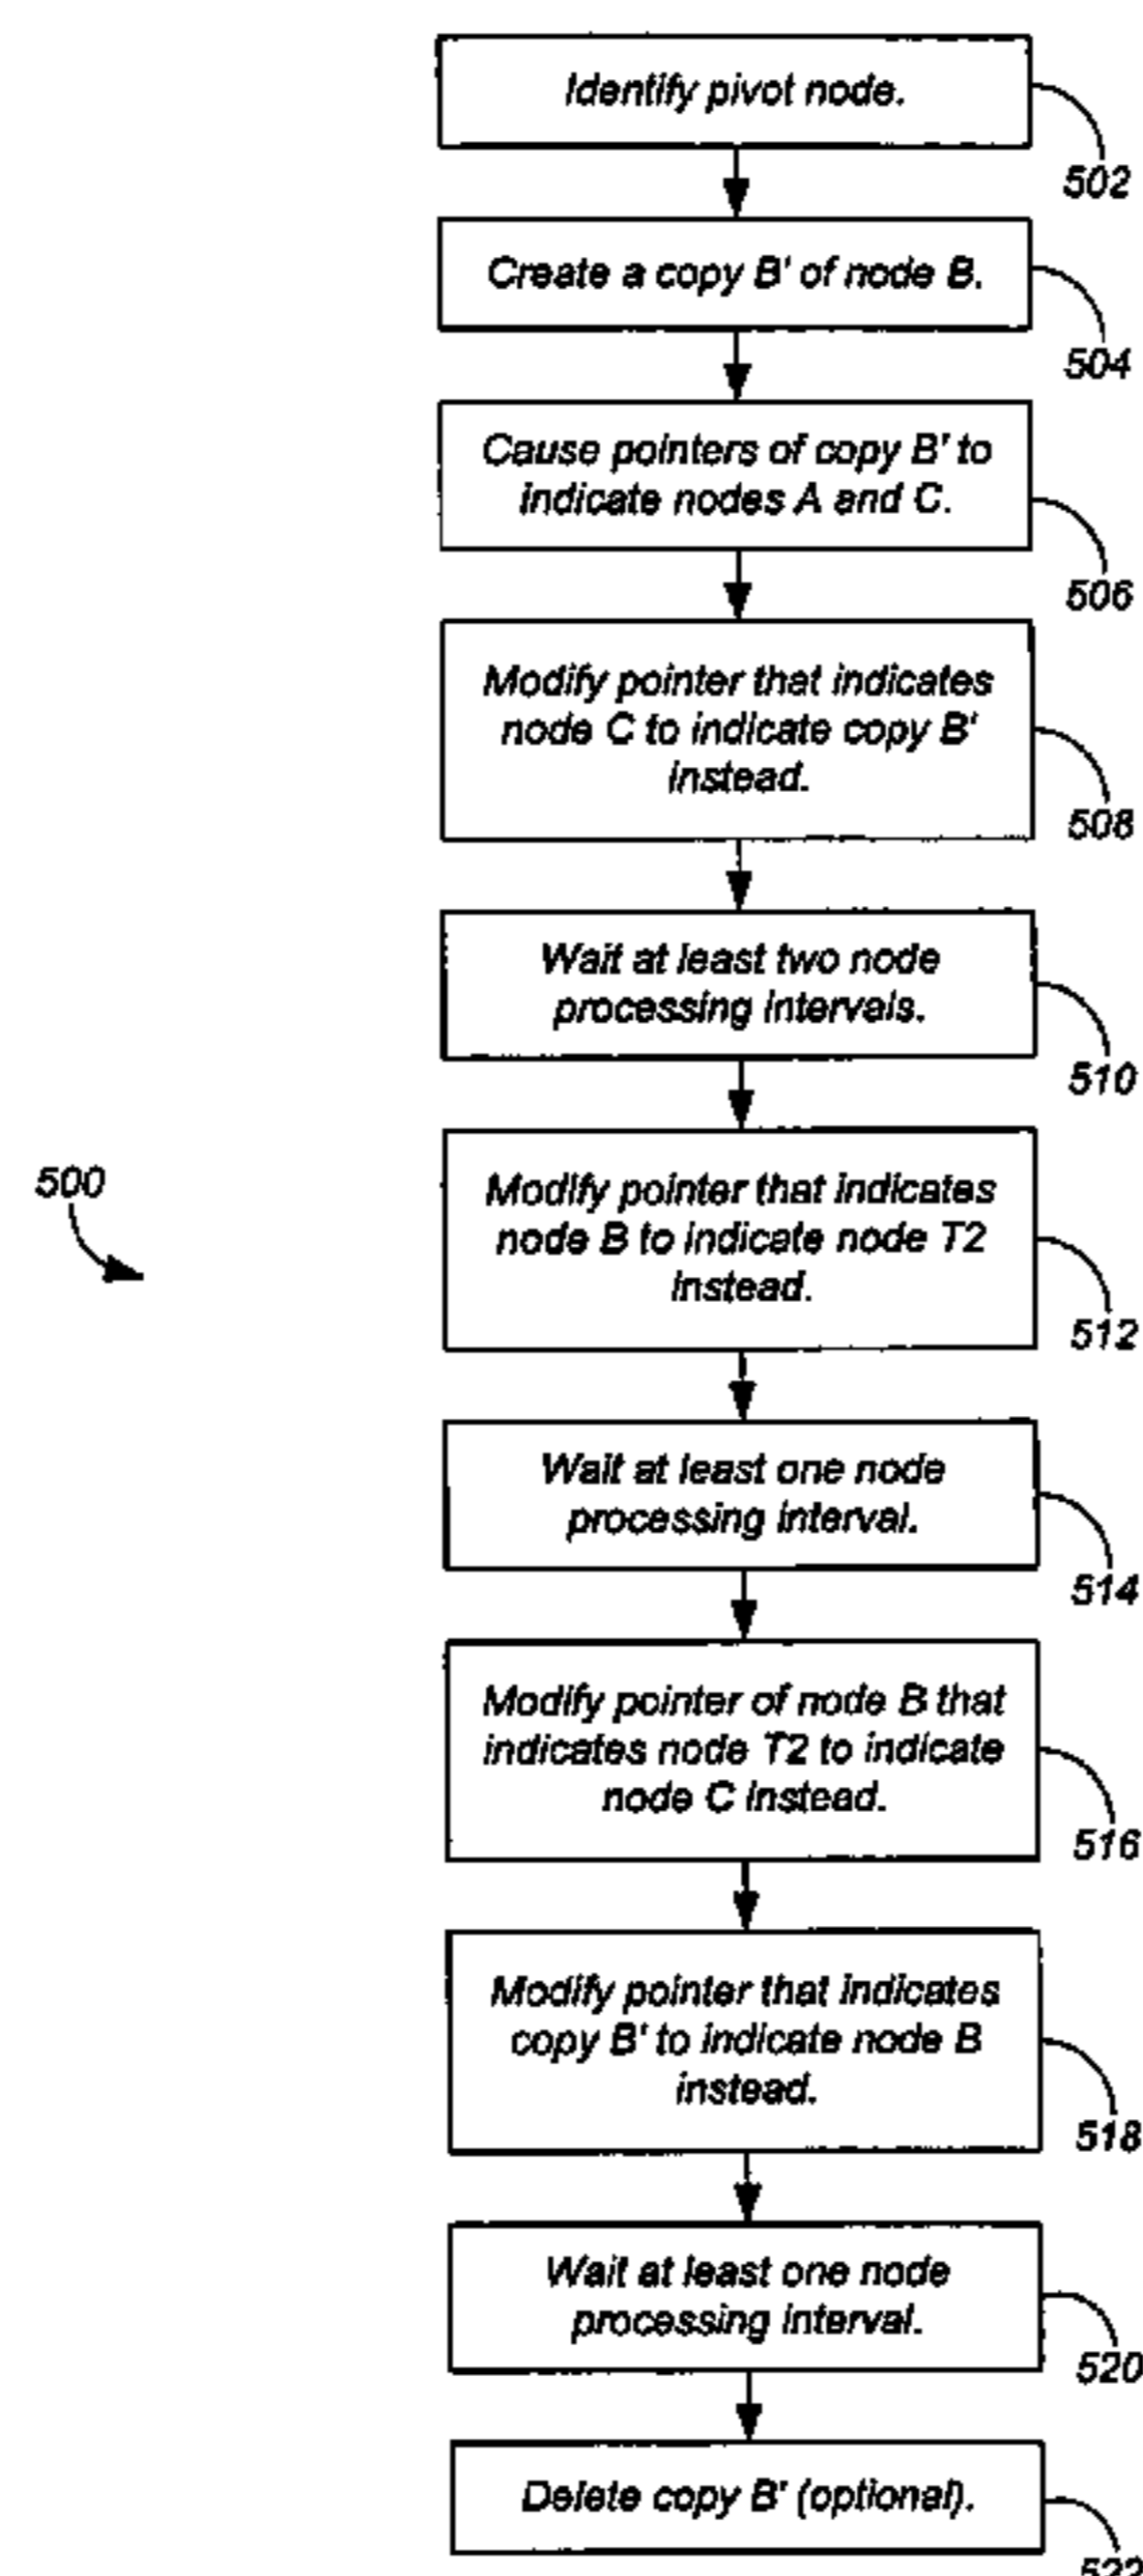 Identify pivot node.
502
Create a copy B' of node B.
504
Cause pointers of copy B' to
indicate nodes A and C.
506
Modify pointer that indicates
node C to indicate copy B'
instead.
508
Wait at least two node
processing intervals.
510
500
Modify pointer that indicates
node B to indicate node T2
instead.
512
Wait at least one node
processing interval.
514
Modify pointer of node B that
indicates node T2 to indicate
node C instead.
516
Modify pointer that indicates
copy B' to indicate node B
instead.
518
Wait at least one node
processing interval.
520
Delete copy B' (optional).
522